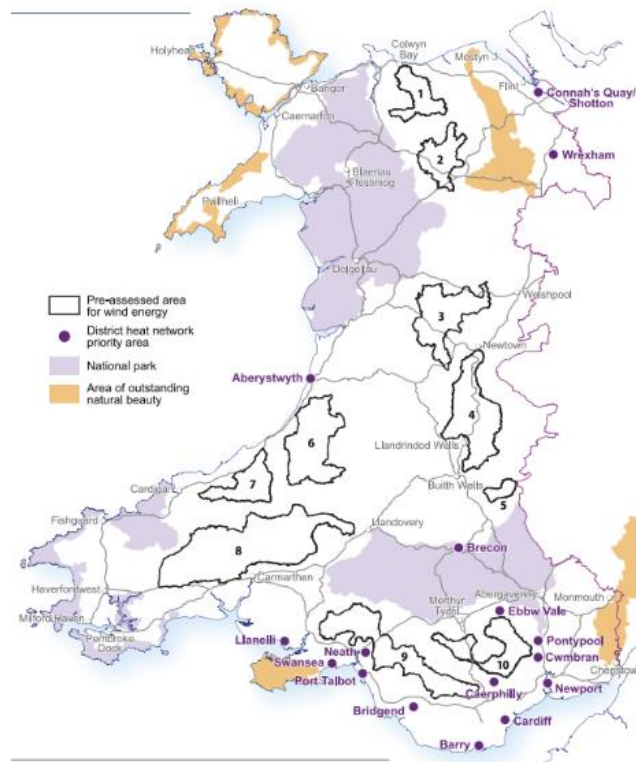 Holyhead
Colwyn
Bay
Mostyn
Flint
Connah's Quay/
Shotton
Bangor
1
Caernarfon
2
Wrexham
Blaenau
Ffestiniog
Pwllheli
Dolgellau
Welshpool
3
Newtown
Pre-assessed area
for wind energy
District heat network
priority area
National park
Area of outstanding
natural beauty
Aberystwyth
4
6
Llandrindod Wells
7
Builth Wells
Cardigan
5
Fishguard
Llandovery
8
Brecon
Haverfordwest
Carmarthen
Merthyr
Tydfil
Abergavenny
Monmouth
Milford Haven
Ebbw Vale
Pembroke
Dock
Llanelli
Pontypool
Neath
9
10
Cwmbran
Swansea
Port Talbot
Caerphilly
Newport
Chepstow
Bridgend
Cardiff
Barry